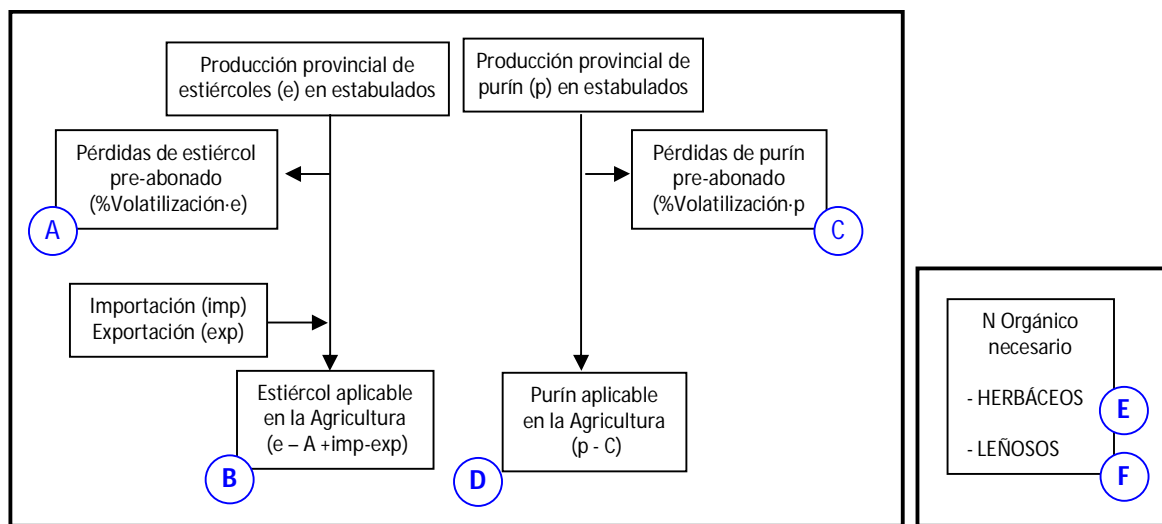 Producción provincial de
estiércoles (e) en estabulados
Producción provincial de
purín (p) en estabulados
Pérdidas de estiércol
pre-abonado
(%Volatilización·e)
A
Pérdidas de purín
pre-abonado
(%Volatilización·p
C
Importación (imp)
Exportación (exp)
Estiércol aplicable
en la Agricultura
(e – A +imp-exp)
B
Purín aplicable
en la Agricultura
(p - C)
D
N Orgánico
necesario
- HERBÁCEOS
E
- LEÑOSOS
F